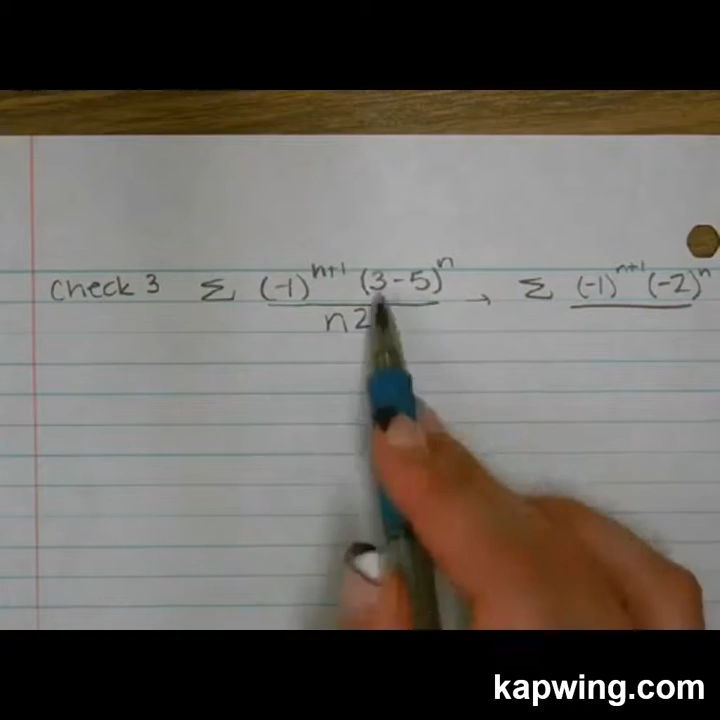 Check 3 Σ (-1)^{n+1} (3-5)^n → Σ (-1)^{n+1} (-2)^n
n2
kapwing.com